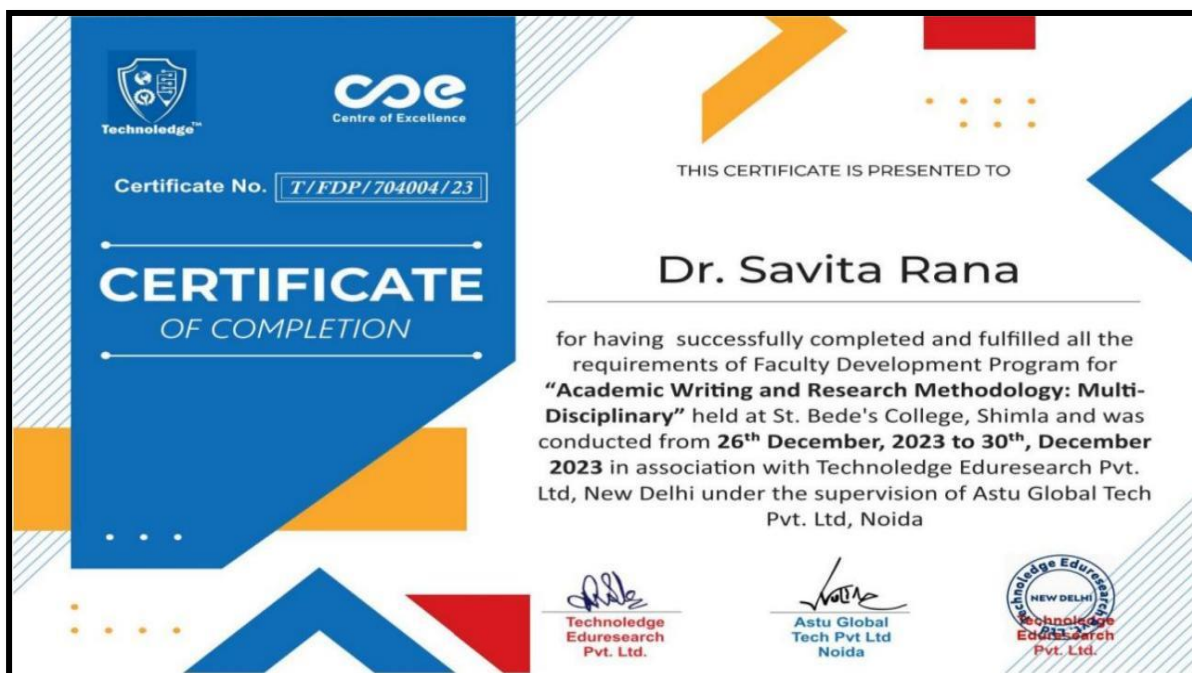 Technoledge™
coe
Centre of Excellence
Certificate No. T/FDP/704004/23
CERTIFICATE
OF COMPLETION
THIS CERTIFICATE IS PRESENTED TO
Dr. Savita Rana
for having successfully completed and fulfilled all the
requirements of Faculty Development Program for
“Academic Writing and Research Methodology: Multi-
Disciplinary” held at St. Bede's College, Shimla and was
conducted from 26th December, 2023 to 30th, December
2023 in association with Technoledge Eduresearch Pvt.
Ltd, New Delhi under the supervision of Astu Global Tech
Pvt. Ltd, Noida
Technoledge
Eduresearch
Pvt. Ltd.
Astu Global
Tech Pvt Ltd
Noida
Technoledge Eduresearch Pvt. Ltd
NEW DELHI
Technoledge
Eduresearch
Pvt. Ltd.